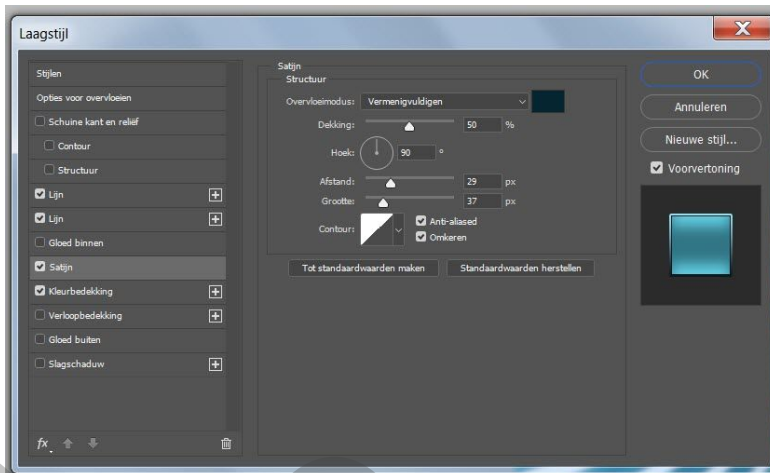 Laagstijl
Stijlen
Opties voor overvloeien
Schuine kant en reliëf
Contour
Structuur
Lijn
Lijn
Gloed binnen
Satijn
Kleurbedekking
Verloopbedekking
Gloed buiten
Slagschaduw
fx
Satijn
Structuur
Overvloeimodus: Vermenigvuldigen
Dekking: 50 %
Hoek: 90 °
Afstand: 29 px
Grootte: 37 px
Contour: Anti-aliased
Omkeren
Tot standaardwaarden maken Standaardwaarden herstellen
OK
Annuleren
Nieuwe stijl...
Voorvertoning